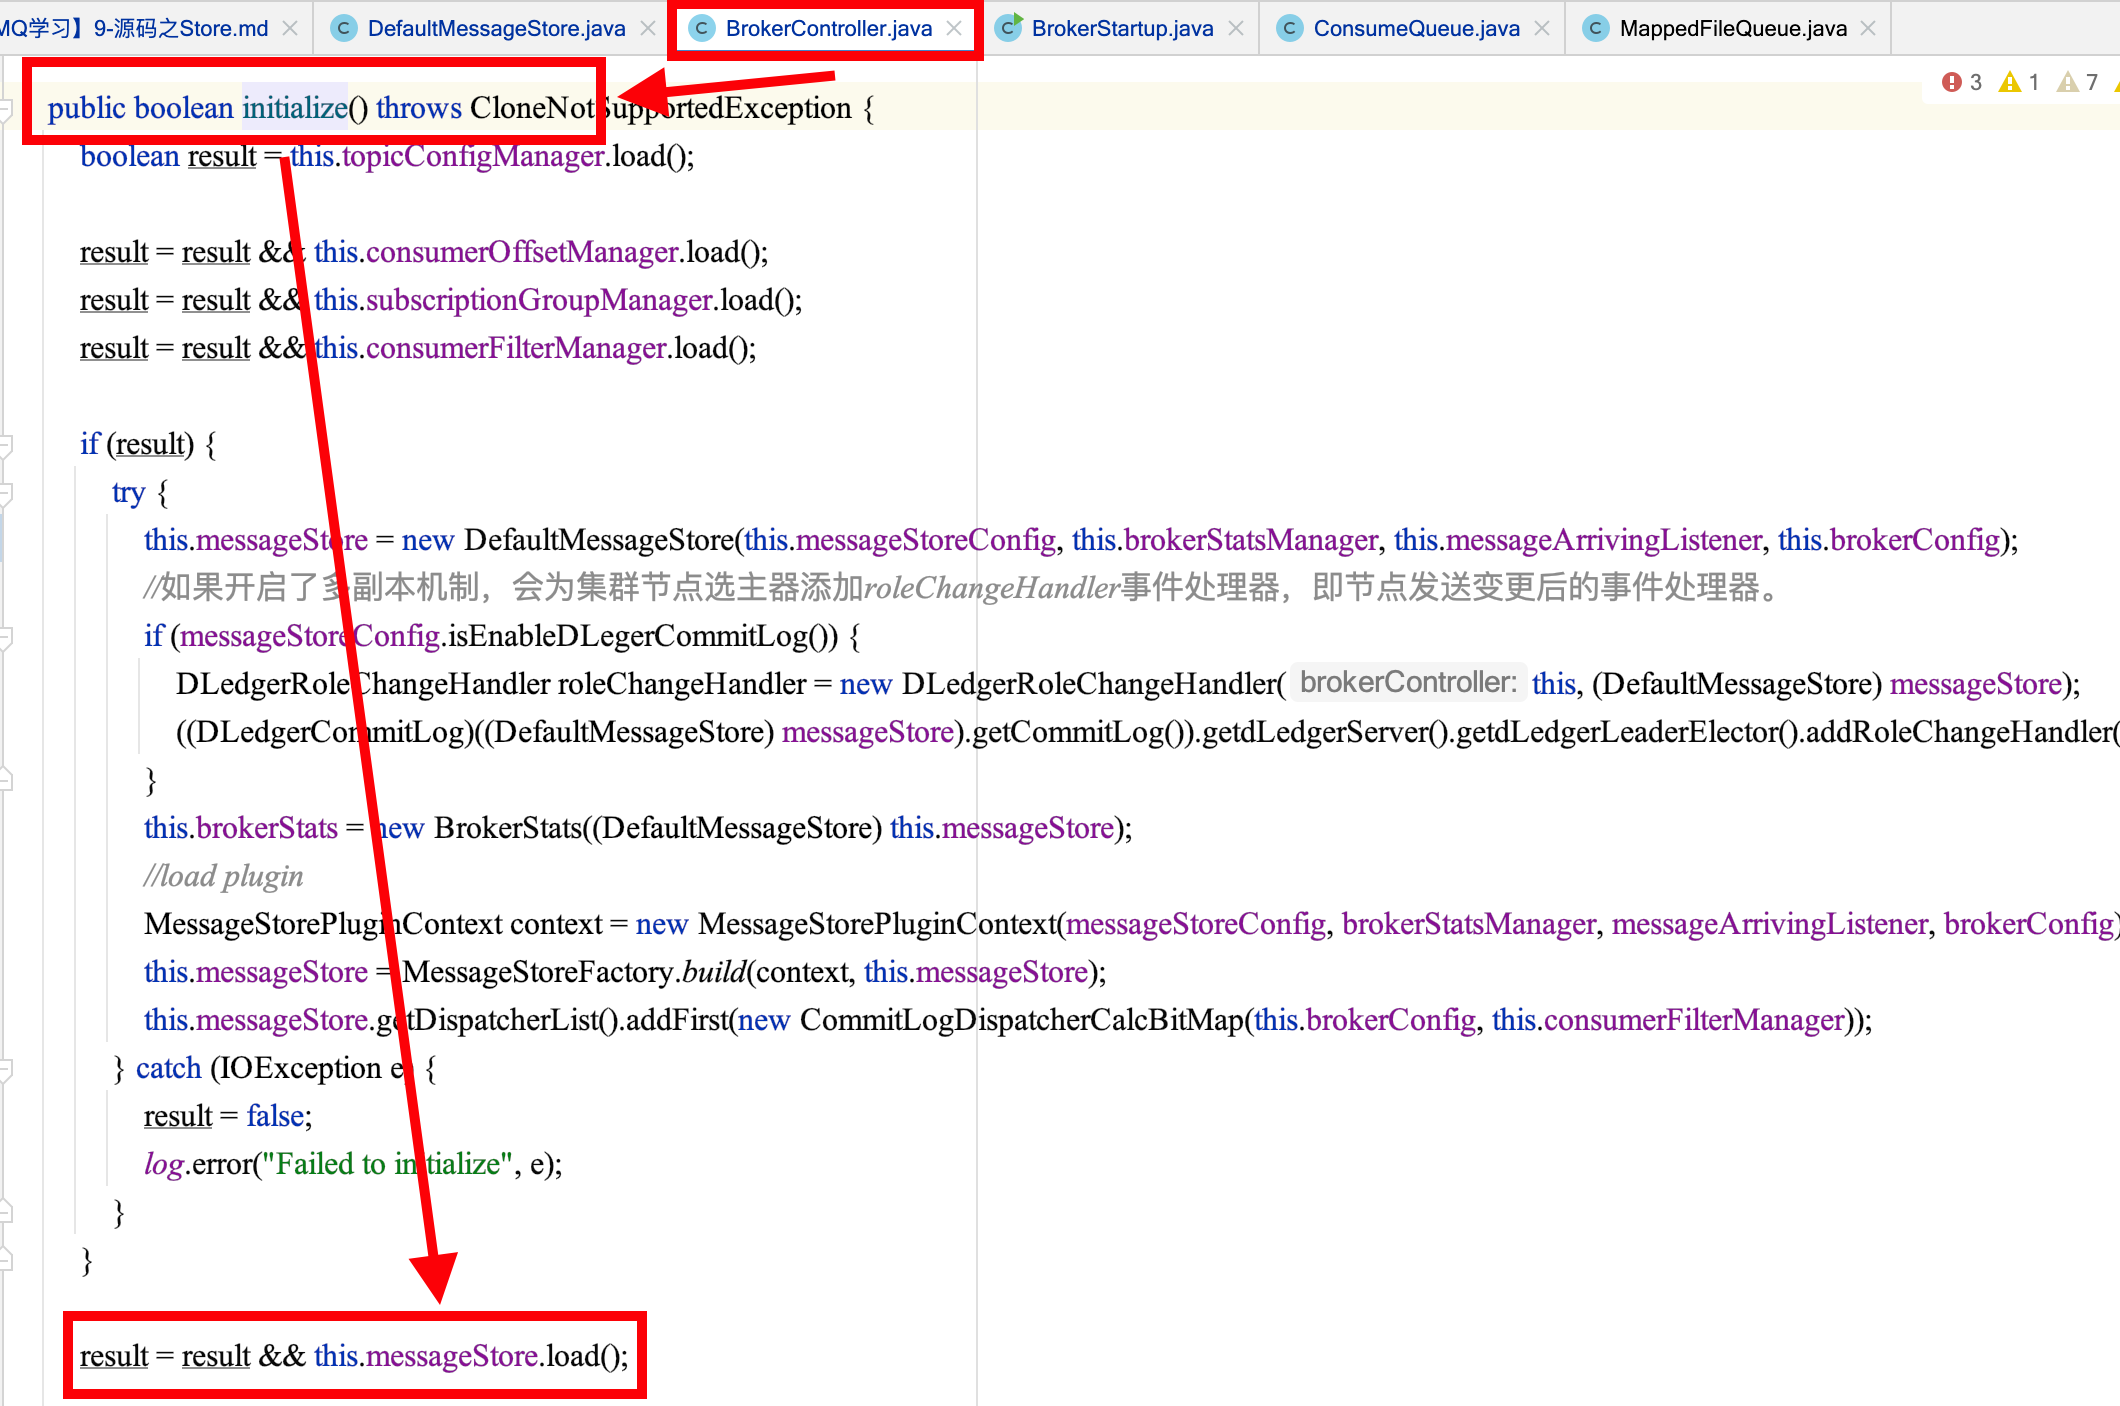 MQ学习】9-源码之Store.md
DefaultMessageStore.java
BrokerController.java
BrokerStartup.java
ConsumeQueue.java
MappedFileQueue.java
3 1 7
public boolean initialize() throws CloneNotSupportedException {
boolean result = this.topicConfigManager.load();
result = result && this.consumerOffsetManager.load();
result = result && this.subscriptionGroupManager.load();
result = result && this.consumerFilterManager.load();
if (result) {
try {
this.messageStore = new DefaultMessageStore(this.messageStoreConfig, this.brokerStatsManager, this.messageArrivingListener, this.brokerConfig);
//如果开启了多副本机制，会为集群节点选主器添加roleChangeHandler事件处理器，即节点发送变更后的事件处理器。
if (messageStoreConfig.isEnableDLegerCommitLog()) {
DLedgerRoleChangeHandler roleChangeHandler = new DLedgerRoleChangeHandler( brokerController: this, (DefaultMessageStore) messageStore);
((DLedgerCommitLog)((DefaultMessageStore) messageStore).getCommitLog()).getdLedgerServer().getdLedgerLeaderElector().addRoleChangeHandler(
}
this.brokerStats = new BrokerStats((DefaultMessageStore) this.messageStore);
//load plugin
MessageStorePluginContext context = new MessageStorePluginContext(messageStoreConfig, brokerStatsManager, messageArrivingListener, brokerConfig)
this.messageStore = MessageStoreFactory.build(context, this.messageStore);
this.messageStore.getDispatcherList().addFirst(new CommitLogDispatcherCalcBitMap(this.brokerConfig, this.consumerFilterManager));
} catch (IOException e) {
result = false;
log.error("Failed to initialize", e);
}
}
result = result && this.messageStore.load();